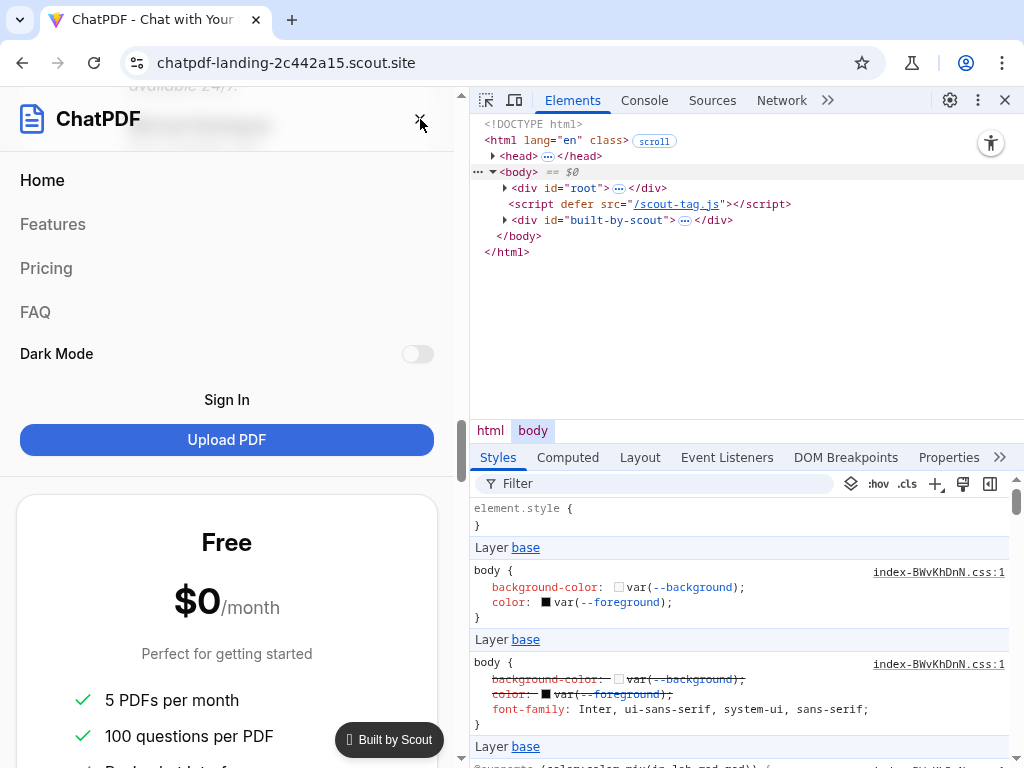 ChatPDF - Chat with Your
chatpdf-landing-2c442a15.scout.site
available 24/7.
ChatPDF
Home
Features
Pricing
FAQ
Dark Mode
Sign In
Upload PDF
Free
$0/month
Perfect for getting started
5 PDFs per month
100 questions per PDF
Built by Scout
Elements
Console
Sources
Network
<!DOCTYPE html>
<html lang="en" class> scroll
<head> … </head>
<body> == $0
<div id="root"> … </div>
<script defer src="/scout-tag.js"></script>
<div id="built-by-scout"> … </div>
</body>
</html>
html body
Styles Computed Layout Event Listeners DOM Breakpoints Properties
Filter
:hov .cls
element.style {
}
Layer base
body { index-BWvKhDnN.css:1
background-color: var(--background);
color: var(--foreground);
}
Layer base
body { index-BWvKhDnN.css:1
background-color: var(--background);
color: var(--foreground);
font-family: Inter, ui-sans-serif, system-ui, sans-serif;
}
Layer base